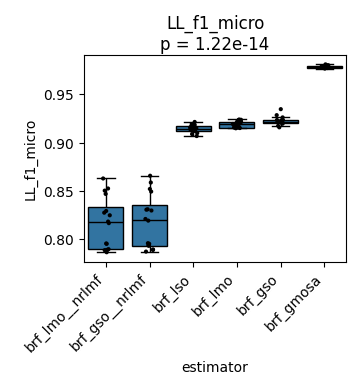 LL_f1_micro
p = 1.22e-14
LL_f1_micro
0.95
0.90
0.85
0.80
brf_lmo__nrlmf
brf_gso__nrlmf
brf_lso
brf_lmo
brf_gso
brf_gmosa
estimator